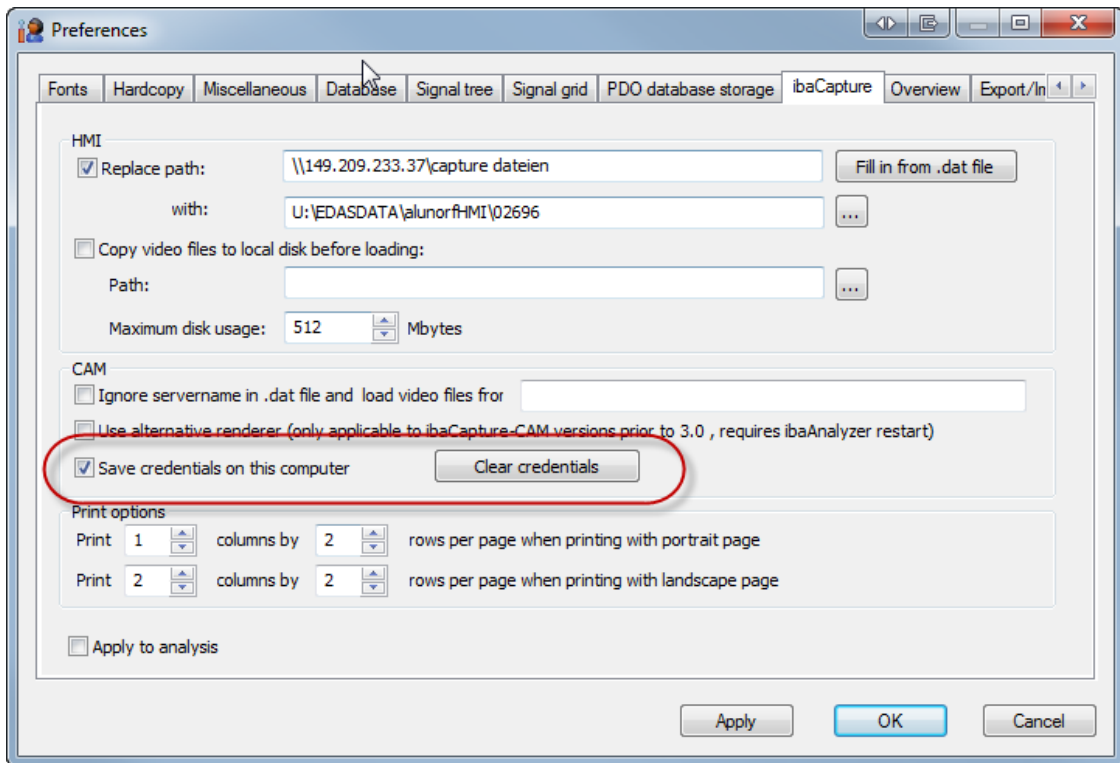 Preferences
Fonts Hardcopy Miscellaneous Database Signal tree Signal grid PDO database storage ibaCapture Overview Export/In
HMI
Replace path: \\149.209.233.37\capture dateien Fill in from .dat file
with: U:\EDASDATA\alunorfHMI\02696 ...
Copy video files to local disk before loading:
Path: ...
Maximum disk usage: 512 Mbytes
CAM
Ignore servername in .dat file and load video files fror
Use alternative renderer (only applicable to ibaCapture-CAM versions prior to 3.0 , requires ibaAnalyzer restart)
Save credentials on this computer Clear credentials
Print options
Print 1 columns by 2 rows per page when printing with portrait page
Print 2 columns by 2 rows per page when printing with landscape page
Apply to analysis
Apply OK Cancel